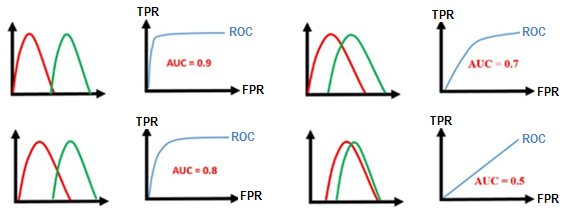 TPR
ROC
AUC = 0.9
FPR
TPR
ROC
AUC = 0.7
FPR
TPR
ROC
AUC = 0.8
FPR
TPR
ROC
AUC = 0.5
FPR